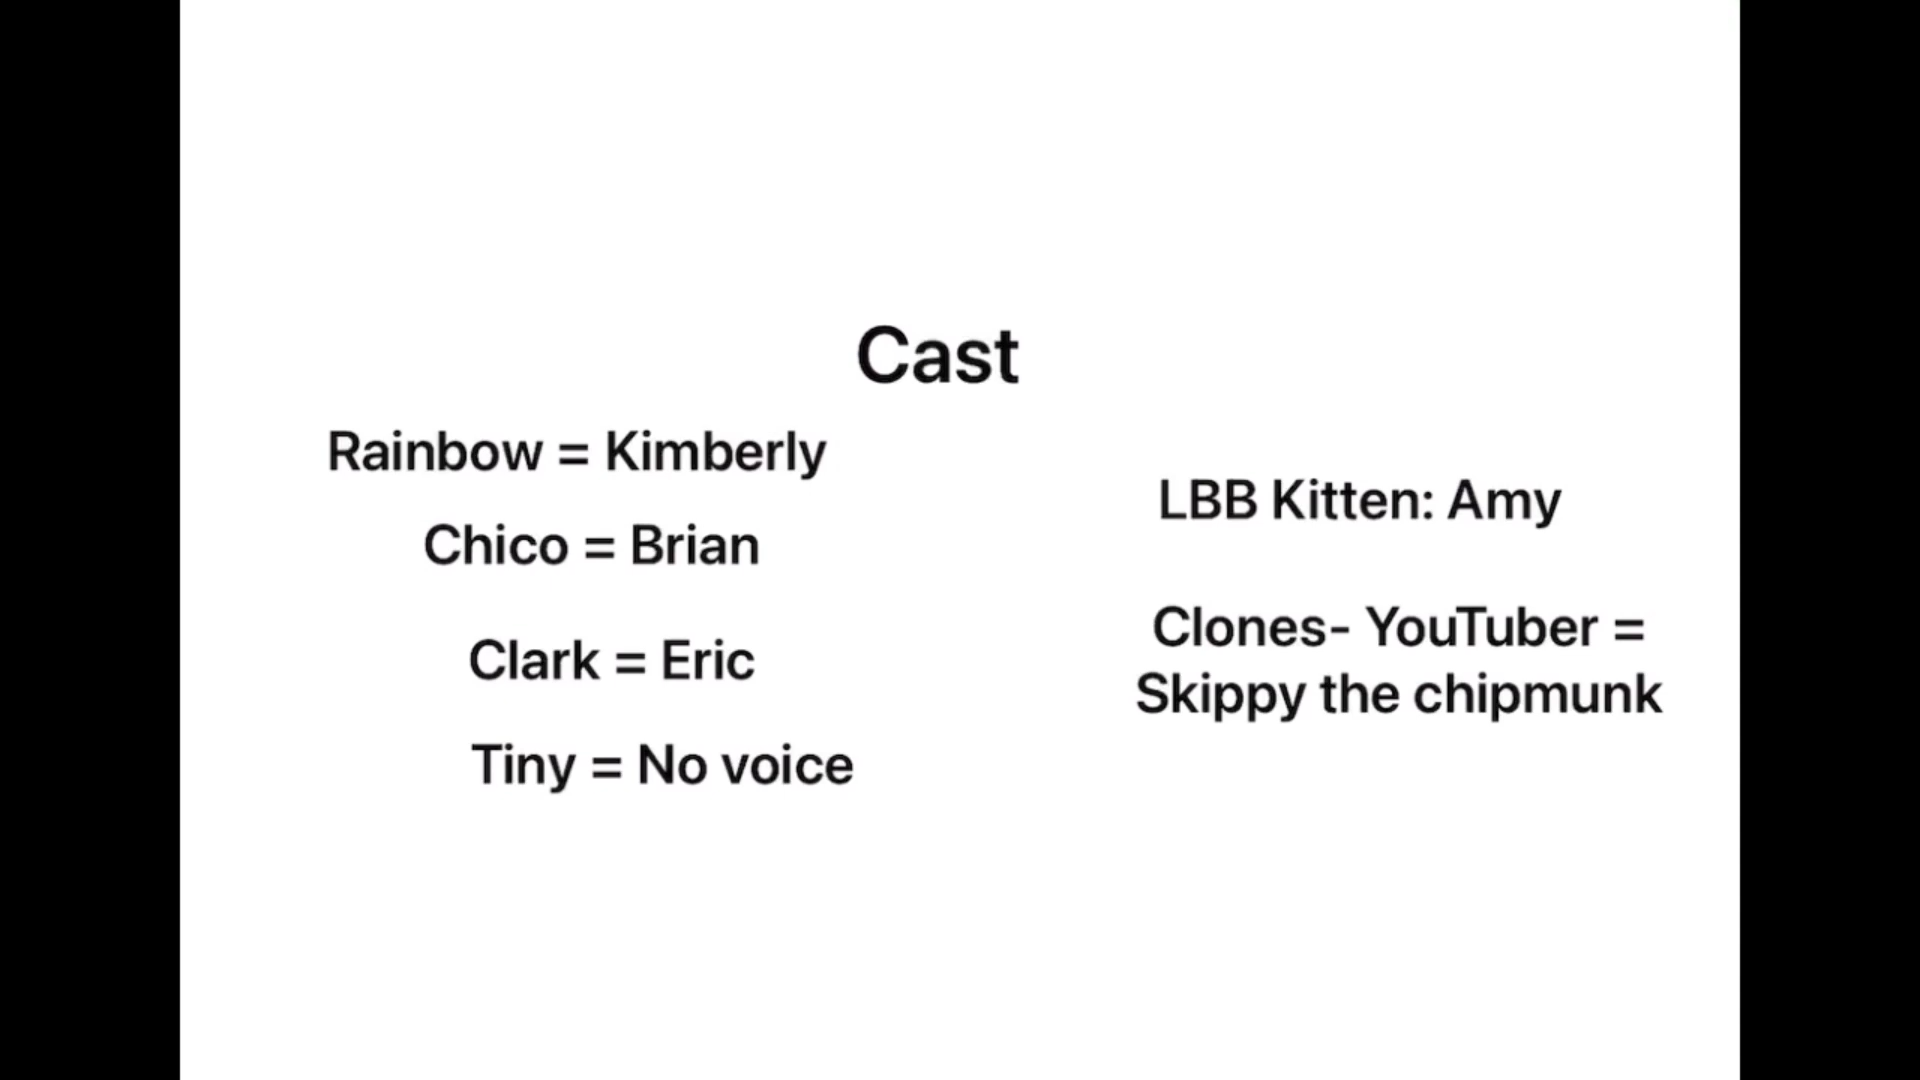 Cast
Rainbow = Kimberly
Chico = Brian
Clark = Eric
Tiny = No voice
LBB Kitten: Amy
Clones- YouTuber =
Skippy the chipmunk